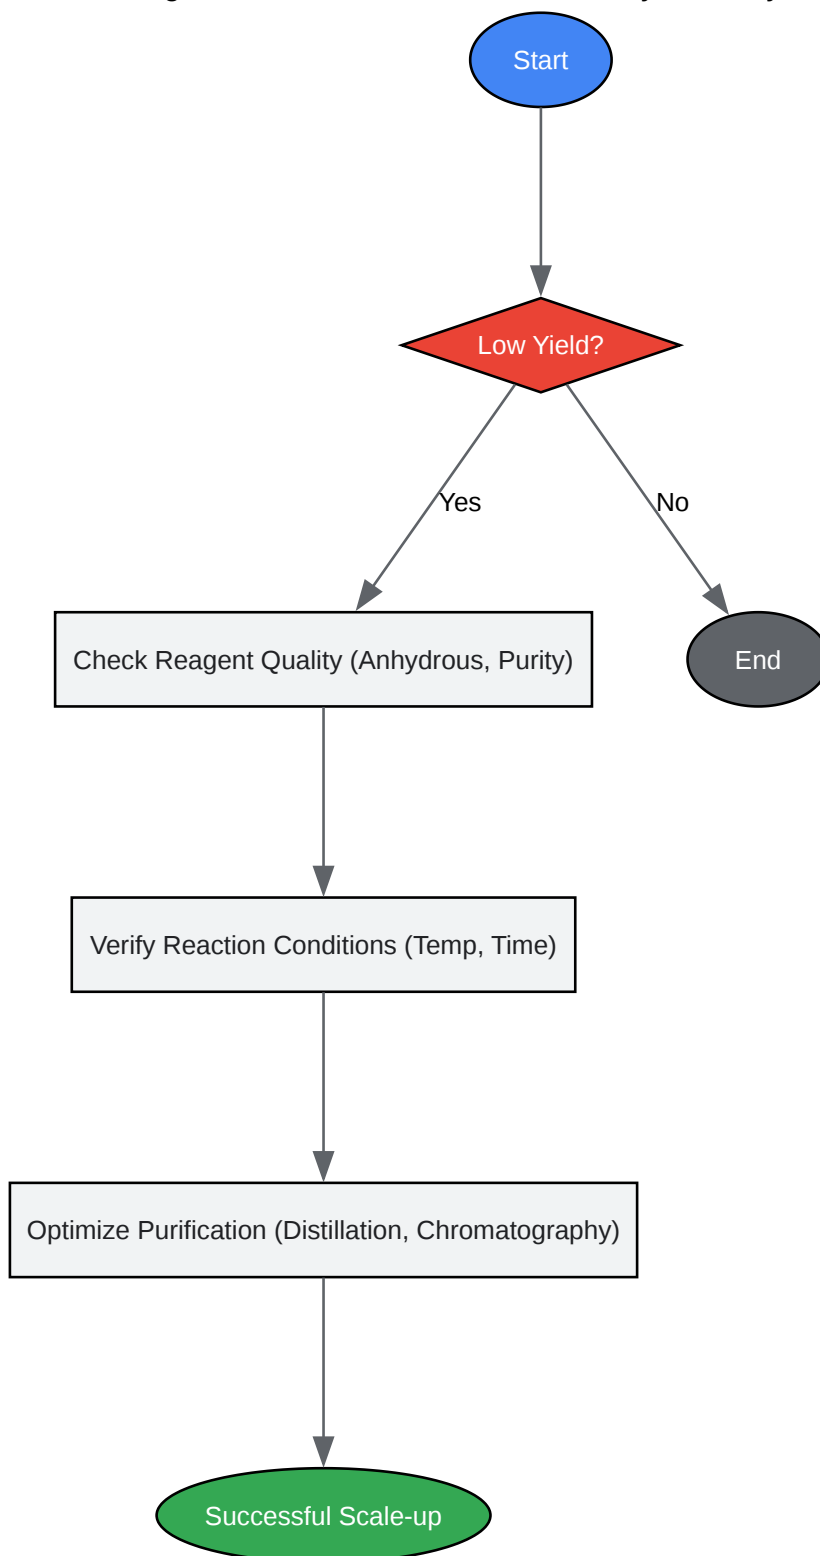 Start
Low Yield?
Yes
No
Check Reagent Quality (Anhydrous, Purity)
End
Verify Reaction Conditions (Temp, Time)
Optimize Purification (Distillation, Chromatography)
Successful Scale-up